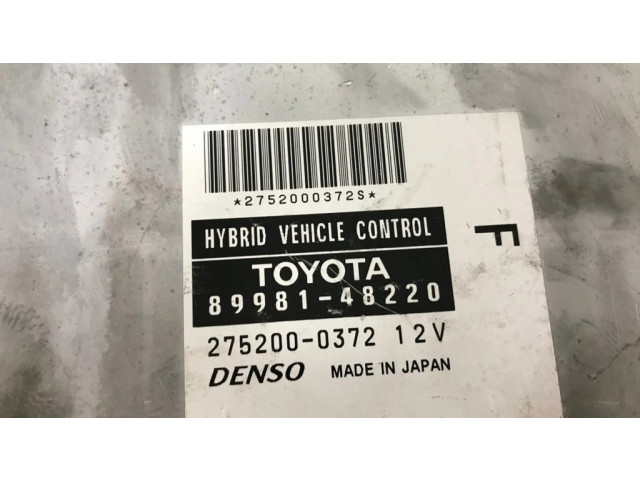 *2752000372S*
HYBRID VEHICLE CONTROL
TOYOTA
89981-48220
275200-0372 12V
DENSO MADE IN JAPAN
F